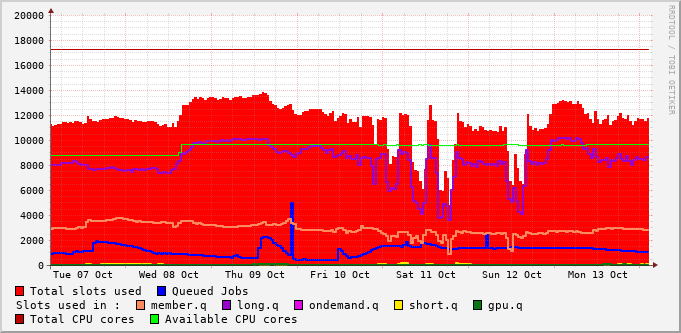 RRDTOOL / TOBI OETIKER
20000
18000
16000
14000
12000
10000
8000
6000
4000
2000
0
Tue 07 Oct Wed 08 Oct Thu 09 Oct Fri 10 Oct Sat 11 Oct Sun 12 Oct Mon 13 Oct
Total slots used Queued Jobs
Slots used in : member.q long.q ondemand.q short.q gpu.q
Total CPU cores Available CPU cores